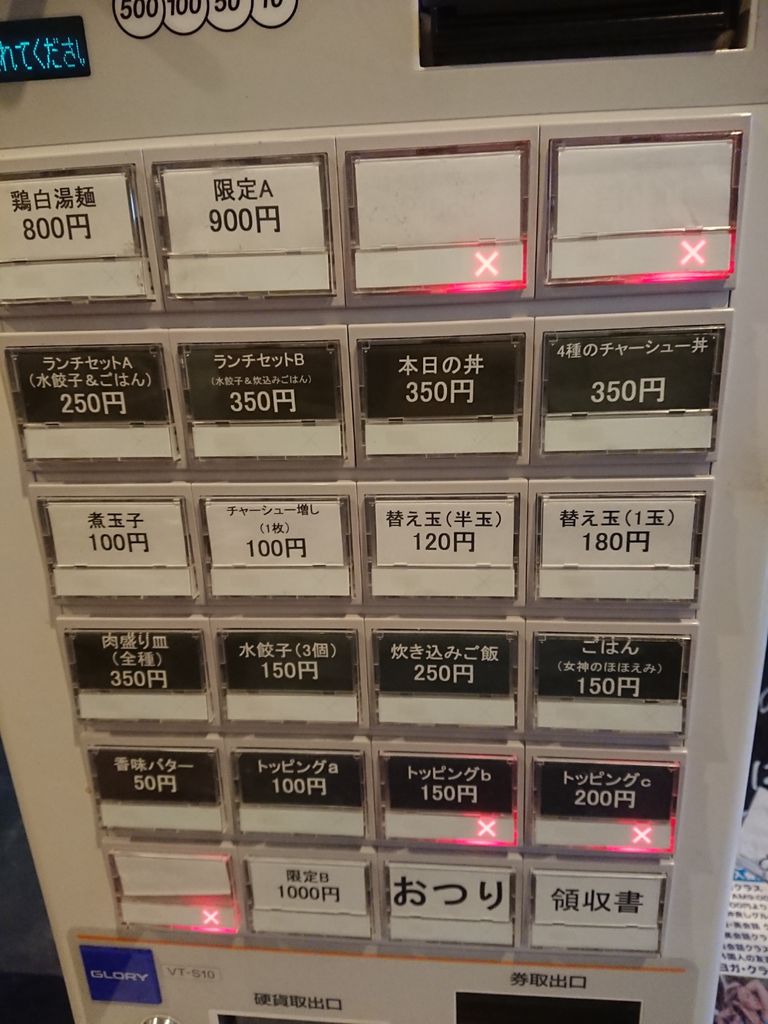 500 100 50 10
れてください
鶏白湯麺
800円
限定A
900円
ランチセットA
(水餃子&ごはん)
250円
ランチセットB
(水餃子&炊込みごはん)
350円
本日の丼
350円
4種のチャーシュー丼
350円
煮玉子
100円
チャーシュー増し
(1枚)
100円
替え玉(半玉)
120円
替え玉(1玉)
180円
肉盛り皿
(全種)
350円
水餃子(3個)
150円
炊き込みご飯
250円
ごはん
(女神のほほえみ)
150円
香味バター
50円
トッピングa
100円
トッピングb
150円
トッピングc
200円
限定B
1000円
おつり
領収書
GLORY
VT-S10
硬貨取出口
券取出口